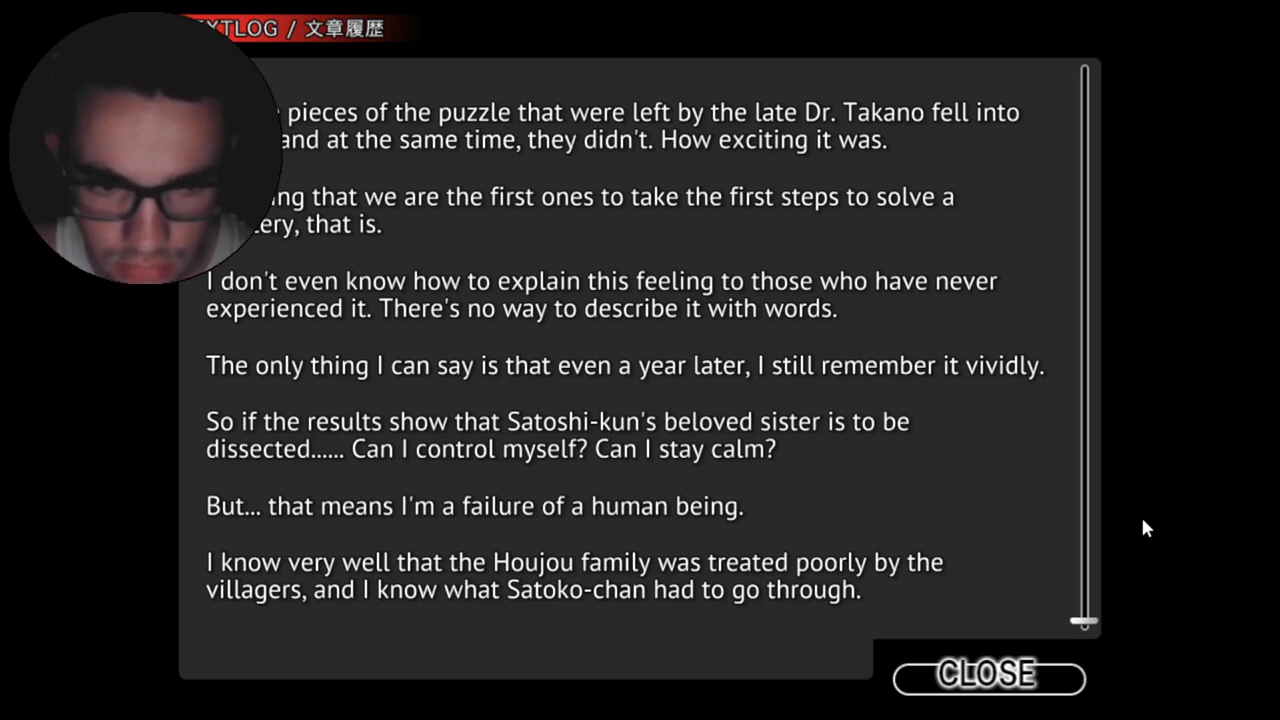 XTLOG / 文章履歴
pieces of the puzzle that were left by the late Dr. Takano fell into
and at the same time, they didn't. How exciting it was.
ing that we are the first ones to take the first steps to solve a
tery, that is.
I don't even know how to explain this feeling to those who have never
experienced it. There's no way to describe it with words.
The only thing I can say is that even a year later, I still remember it vividly.
So if the results show that Satoshi-kun's beloved sister is to be
dissected...... Can I control myself? Can I stay calm?
But... that means I'm a failure of a human being.
I know very well that the Houjou family was treated poorly by the
villagers, and I know what Satoko-chan had to go through.
CLOSE